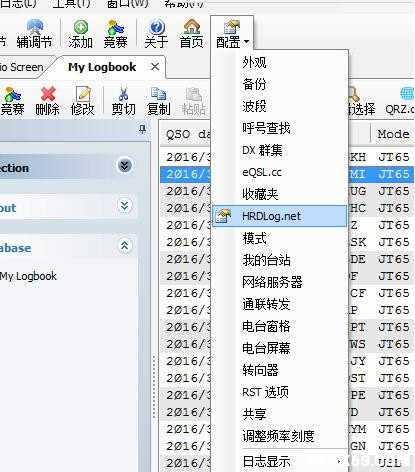 日志(L) 工具(T) 窗口(W) 帮助(H)
辅调节 添加 竞赛 关于 首页 配置
io Screen My Logbook
竞赛 删除 修改 剪切 复制 粘贴 选择 QRZ.c
外观
备份
波段
呼号查找
DX 群集
eQSL.cc
收藏夹
HRDLog.net
模式
我的台站
网络服务器
通联转发
电台窗格
电台屏幕
转向器
RST 选项
共享
调整频率刻度
日志显示
ection
out
abase
My Logbook
QSO da Mode
2016/3 KH JT65
2016/3 MI JT65
2016/3 UG JT65
2016/3 HC JT65
2016/3 Z JT65
2016/3 SK JT65
2016/3 DE JT65
2016/3 F JT65
2016/3 CF JT65
2016/3 P JT65
2016/3 PT JT65
2016/3 WS JT65
2016/3 JY JT65
2016/3 ST JT65
2016/3 PE JT65
2016/3 D JT65
2016/3 YM JT65
2016/3 GN JT65